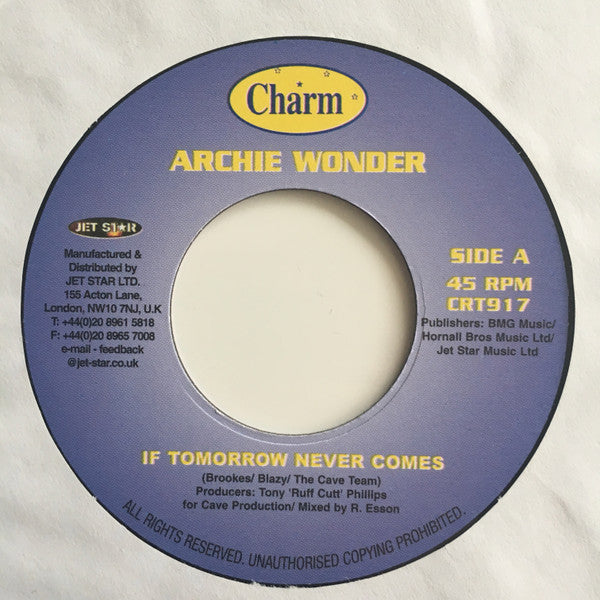 Charm
ARCHIE WONDER
JET STAR
Manufactured &
Distributed by
JET STAR LTD.
155 Acton Lane,
London, NW10 7NJ, U.K
T: +44(0)20 8961 5818
F: +44(0)20 8965 7008
e-mail - feedback
@jet-star.co.uk
SIDE A
45 RPM
CRT917
Publishers: BMG Music/
Hornall Bros Music Ltd/
Jet Star Music Ltd
IF TOMORROW NEVER COMES
(Brookes/ Blazy/ The Cave Team)
Producers: Tony 'Ruff Cutt' Phillips
for Cave Production/ Mixed by R. Esson
ALL RIGHTS RESERVED. UNAUTHORISED COPYING PROHIBITED.